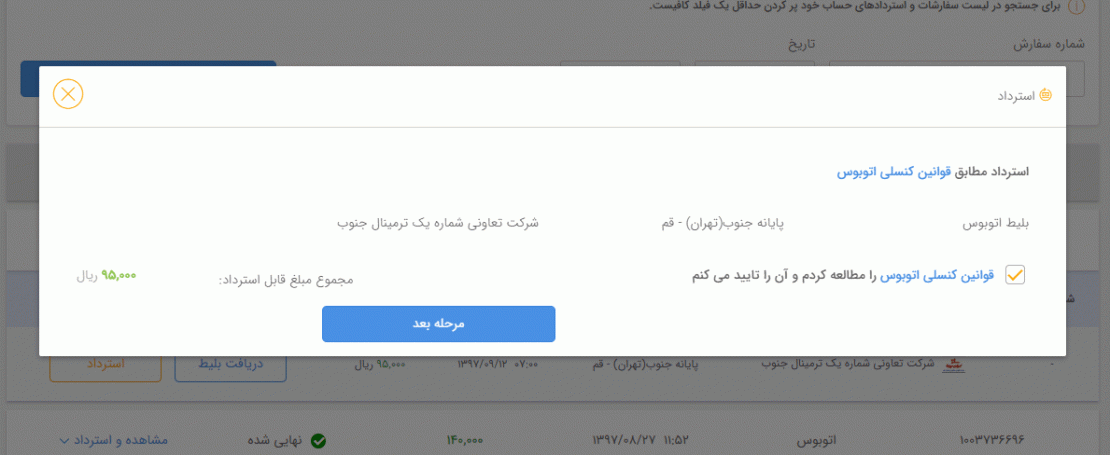 برای جستجو در لیست سفارشات و استردادهای حساب خود پر کردن حداقل یک فیلد کافیست.
شماره سفارش
تاریخ
استرداد
استرداد مطابق قوانین کنسلی اتوبوس
بلیط اتوبوس پایانه جنوب(تهران) - قم شرکت تعاونی شماره یک ترمینال جنوب
قوانین کنسلی اتوبوس را مطالعه کردم و آن را تایید می کنم
مجموع مبلغ قابل استرداد: ۹۵,۰۰۰ ریال
مرحله بعد
- شرکت تعاونی شماره یک ترمینال جنوب پایانه جنوب(تهران) - قم ۱۳۹۷/۰۹/۱۲ ۰۷:۰۰ ۹۵,۰۰۰ ریال دریافت بلیط استرداد
۱۰۰۳۷۳۶۶۹۶ اتوبوس ۱۳۹۷/۰۸/۲۷ ۱۱:۵۲ ۱۴۰,۰۰۰ نهایی شده مشاهده و استرداد